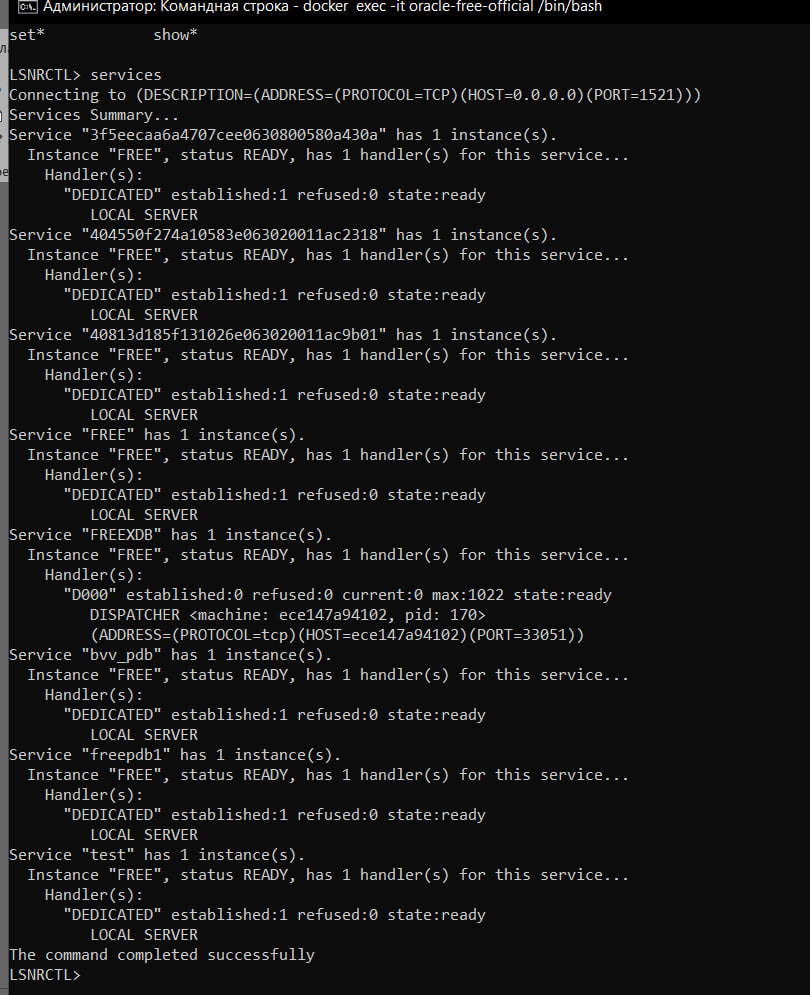 Администратор: Командная строка - docker  exec -it oracle-free-official /bin/bash
set*            show*
LSNRCTL> services
Connecting to (DESCRIPTION=(ADDRESS=(PROTOCOL=TCP)(HOST=0.0.0.0)(PORT=1521)))
Services Summary...
Service "3f5eecaa6a4707cee0630800580a430a" has 1 instance(s).
  Instance "FREE", status READY, has 1 handler(s) for this service...
    Handler(s):
      "DEDICATED" established:1 refused:0 state:ready
         LOCAL SERVER
Service "404550f274a10583e063020011ac2318" has 1 instance(s).
  Instance "FREE", status READY, has 1 handler(s) for this service...
    Handler(s):
      "DEDICATED" established:1 refused:0 state:ready
         LOCAL SERVER
Service "40813d185f131026e063020011ac9b01" has 1 instance(s).
  Instance "FREE", status READY, has 1 handler(s) for this service...
    Handler(s):
      "DEDICATED" established:1 refused:0 state:ready
         LOCAL SERVER
Service "FREE" has 1 instance(s).
  Instance "FREE", status READY, has 1 handler(s) for this service...
    Handler(s):
      "DEDICATED" established:1 refused:0 state:ready
         LOCAL SERVER
Service "FREEXDB" has 1 instance(s).
  Instance "FREE", status READY, has 1 handler(s) for this service...
    Handler(s):
      "D000" established:0 refused:0 current:0 max:1022 state:ready
         DISPATCHER <machine: ece147a94102, pid: 170>
         (ADDRESS=(PROTOCOL=tcp)(HOST=ece147a94102)(PORT=33051))
Service "bvv_pdb" has 1 instance(s).
  Instance "FREE", status READY, has 1 handler(s) for this service...
    Handler(s):
      "DEDICATED" established:1 refused:0 state:ready
         LOCAL SERVER
Service "freepdb1" has 1 instance(s).
  Instance "FREE", status READY, has 1 handler(s) for this service...
    Handler(s):
      "DEDICATED" established:1 refused:0 state:ready
         LOCAL SERVER
Service "test" has 1 instance(s).
  Instance "FREE", status READY, has 1 handler(s) for this service...
    Handler(s):
      "DEDICATED" established:1 refused:0 state:ready
         LOCAL SERVER
The command completed successfully
LSNRCTL>